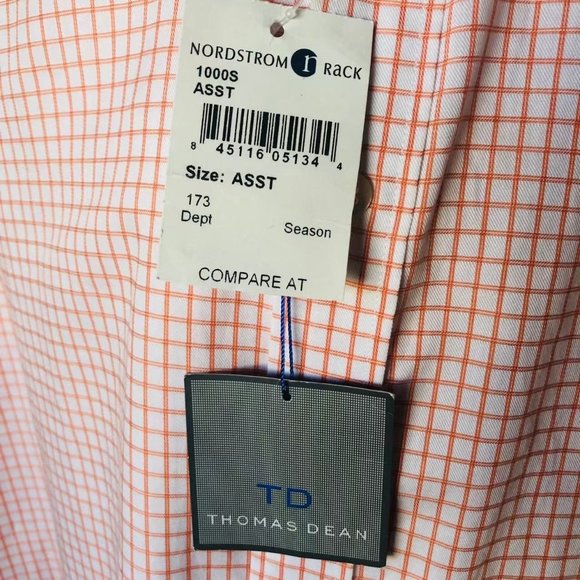 NORDSTROM n RACK
1000S
ASST
8 45116 05134 4
Size: ASST
173
Dept Season
COMPARE AT
TD
THOMAS DEAN